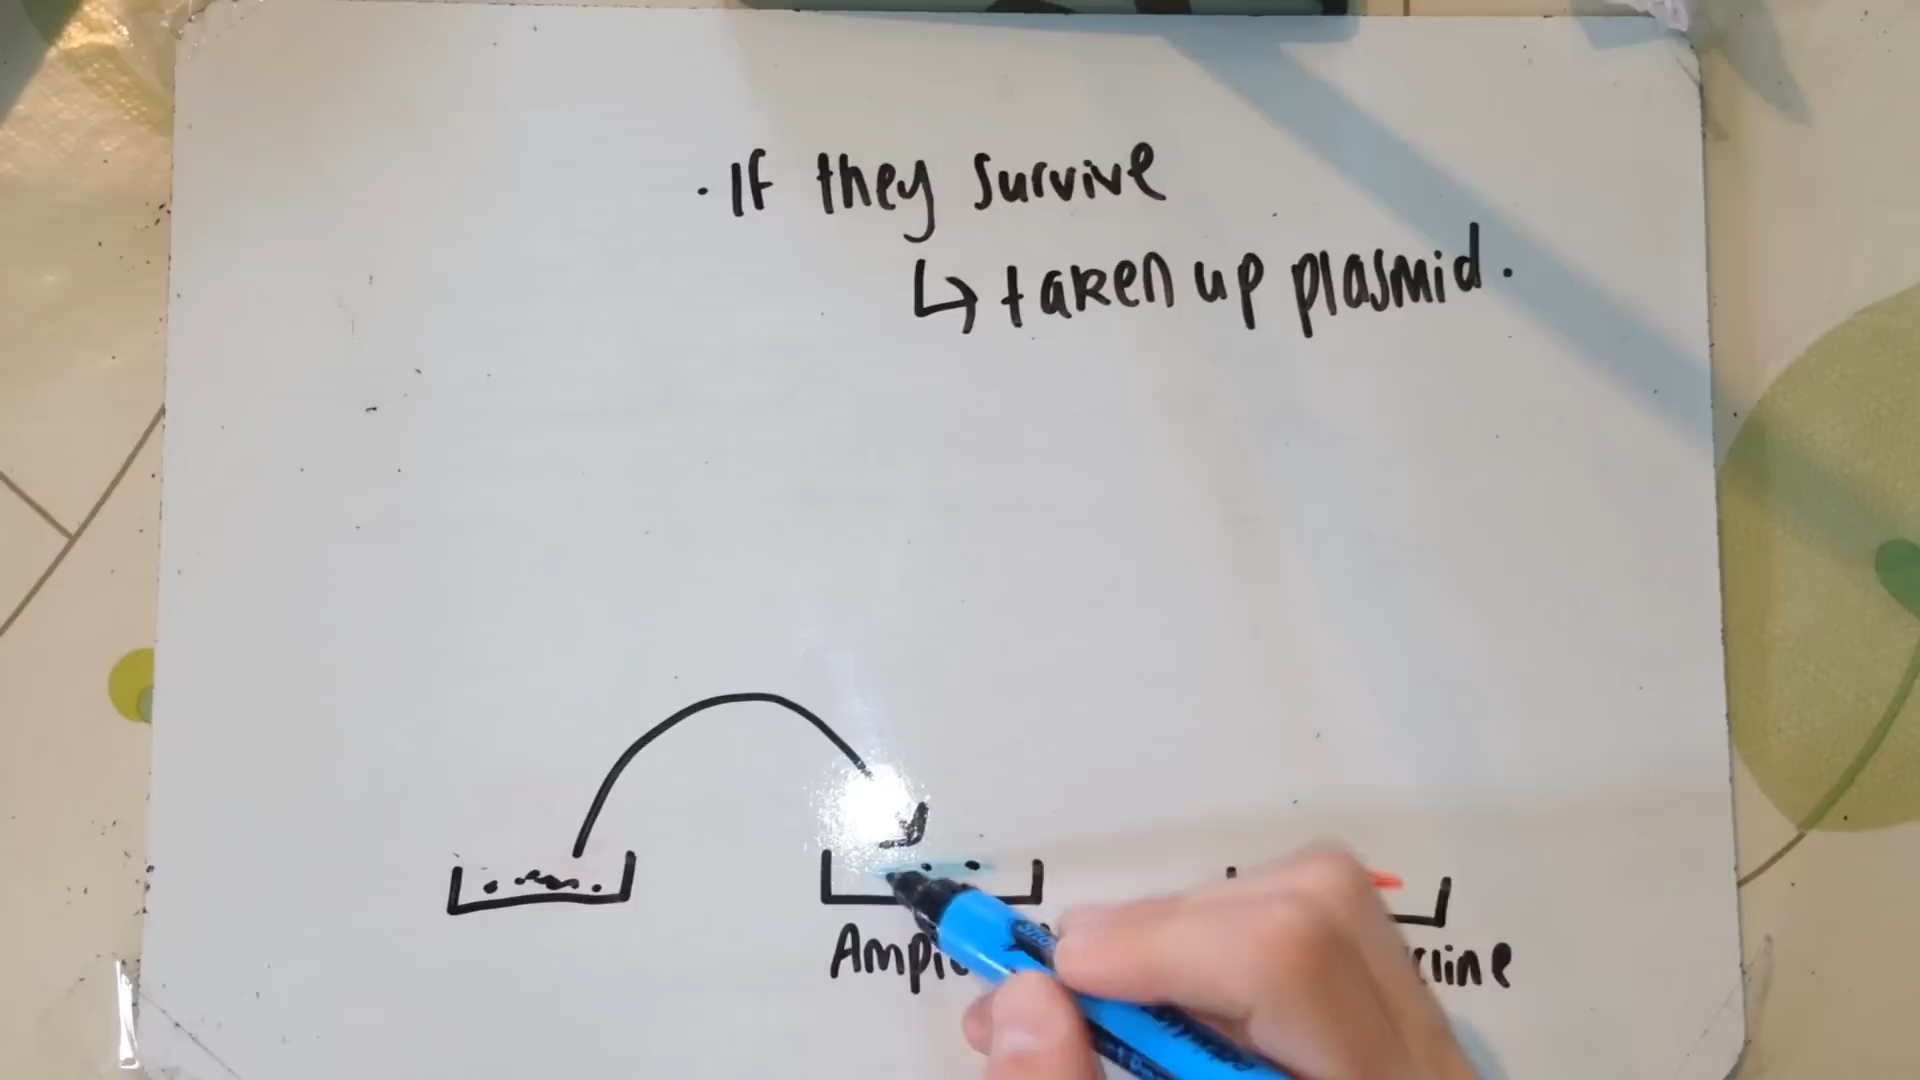 · If they survive
↳ taken up plasmid.